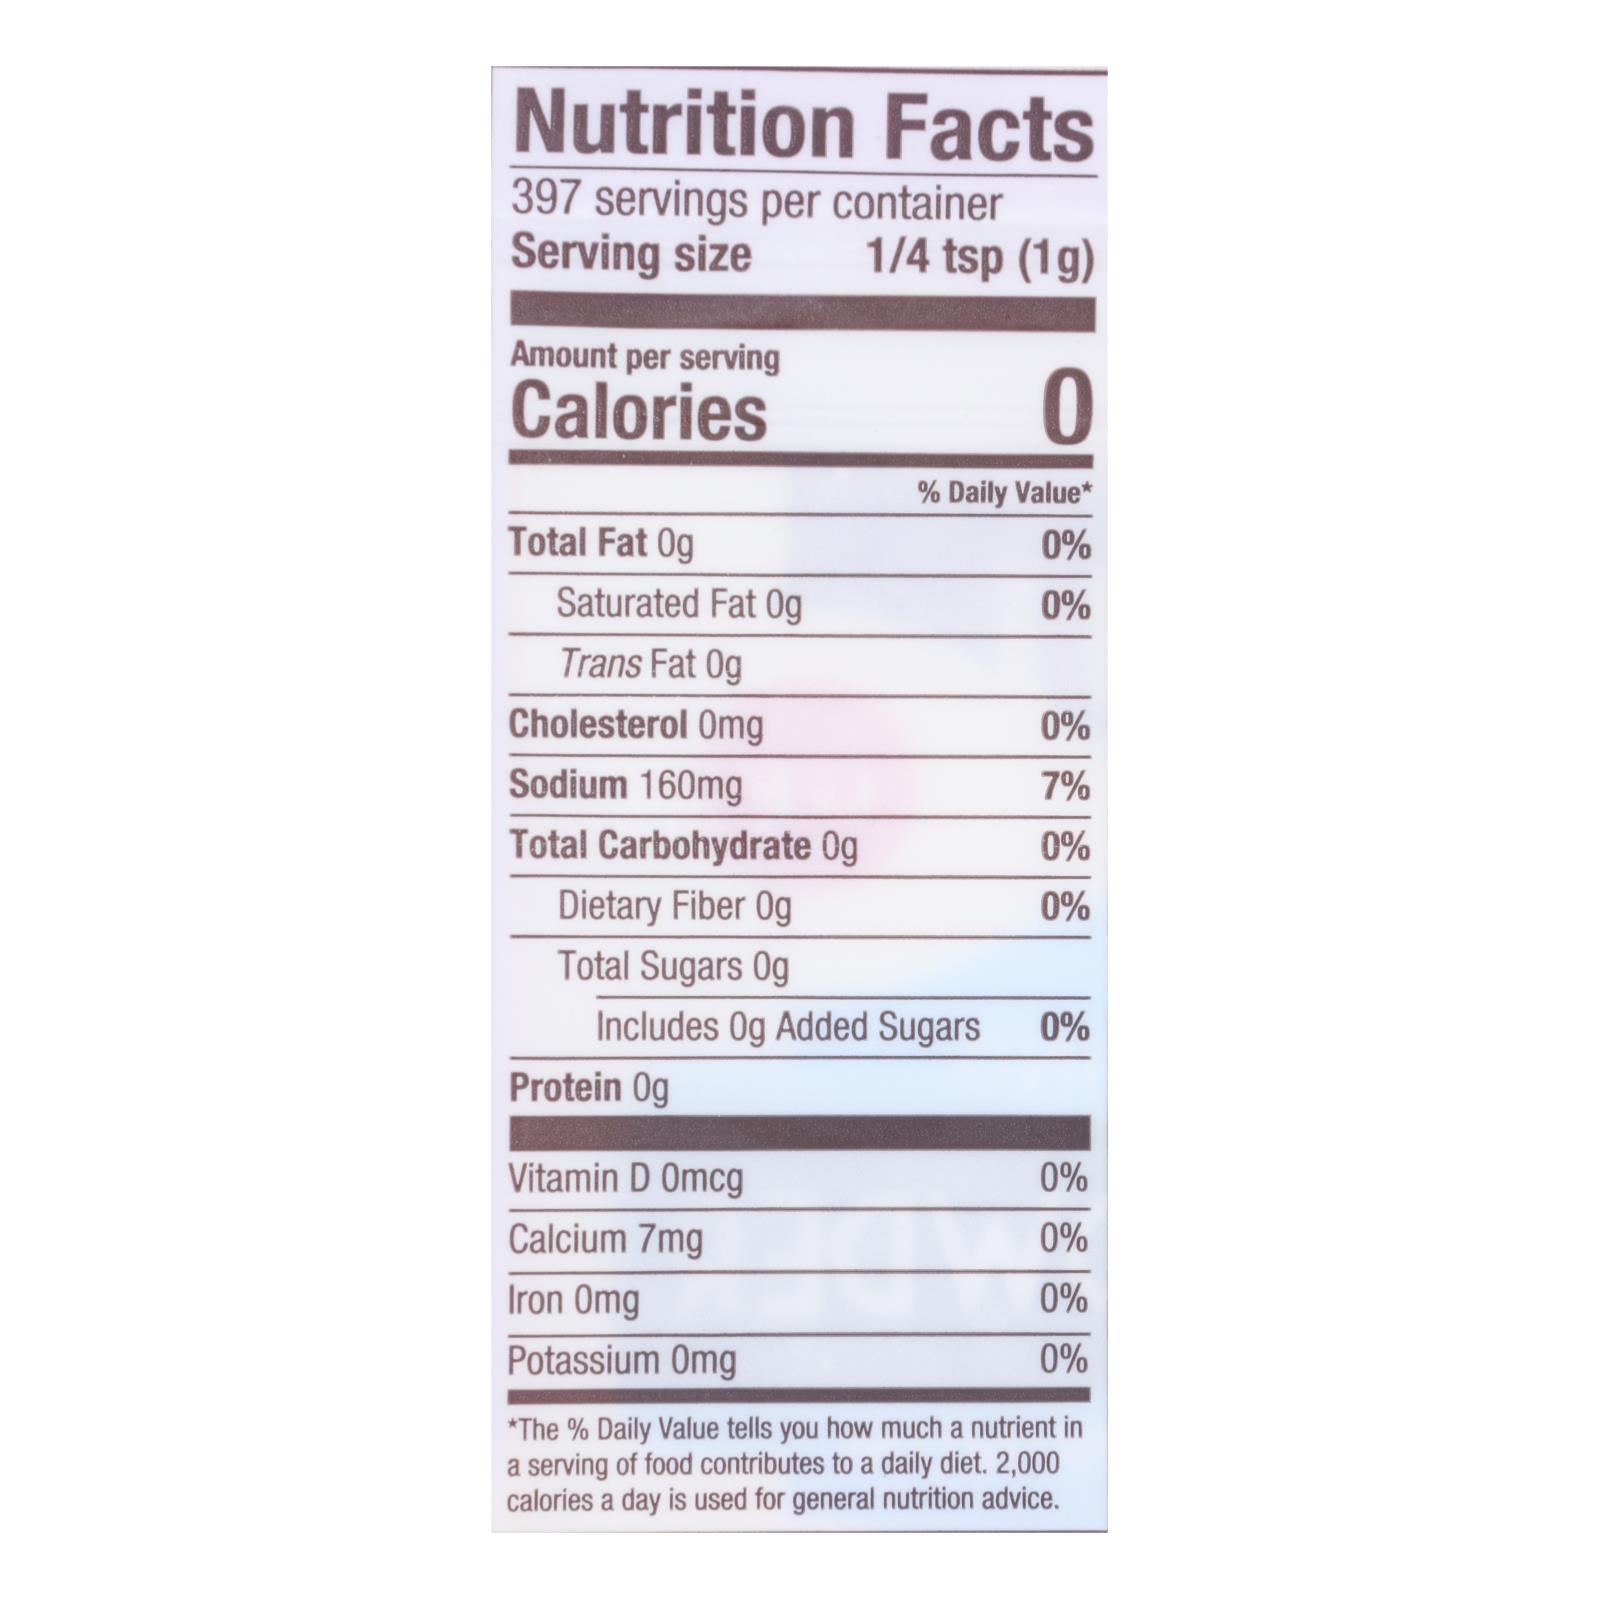 Nutrition Facts
397 servings per container
Serving size 1/4 tsp (1g)
Amount per serving
Calories 0
% Daily Value*
Total Fat 0g 0%
Saturated Fat 0g 0%
Trans Fat 0g
Cholesterol 0mg 0%
Sodium 160mg 7%
Total Carbohydrate 0g 0%
Dietary Fiber 0g 0%
Total Sugars 0g
Includes 0g Added Sugars 0%
Protein 0g
Vitamin D 0mcg 0%
Calcium 7mg 0%
Iron 0mg 0%
Potassium 0mg 0%
*The % Daily Value tells you how much a nutrient in
a serving of food contributes to a daily diet. 2,000
calories a day is used for general nutrition advice.